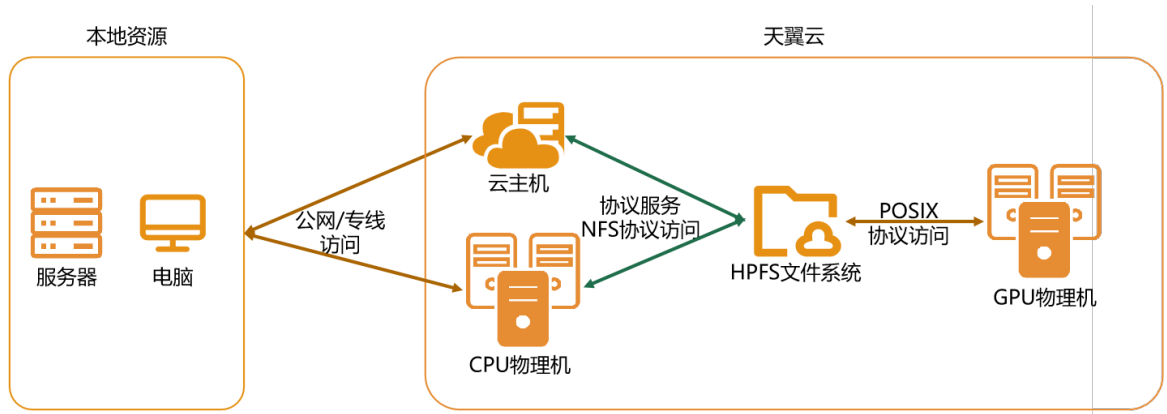 本地资源
天翼云
服务器
电脑
公网/专线
访问
云主机
CPU物理机
协议服务
NFS协议访问
HPFS文件系统
POSIX
协议访问
GPU物理机